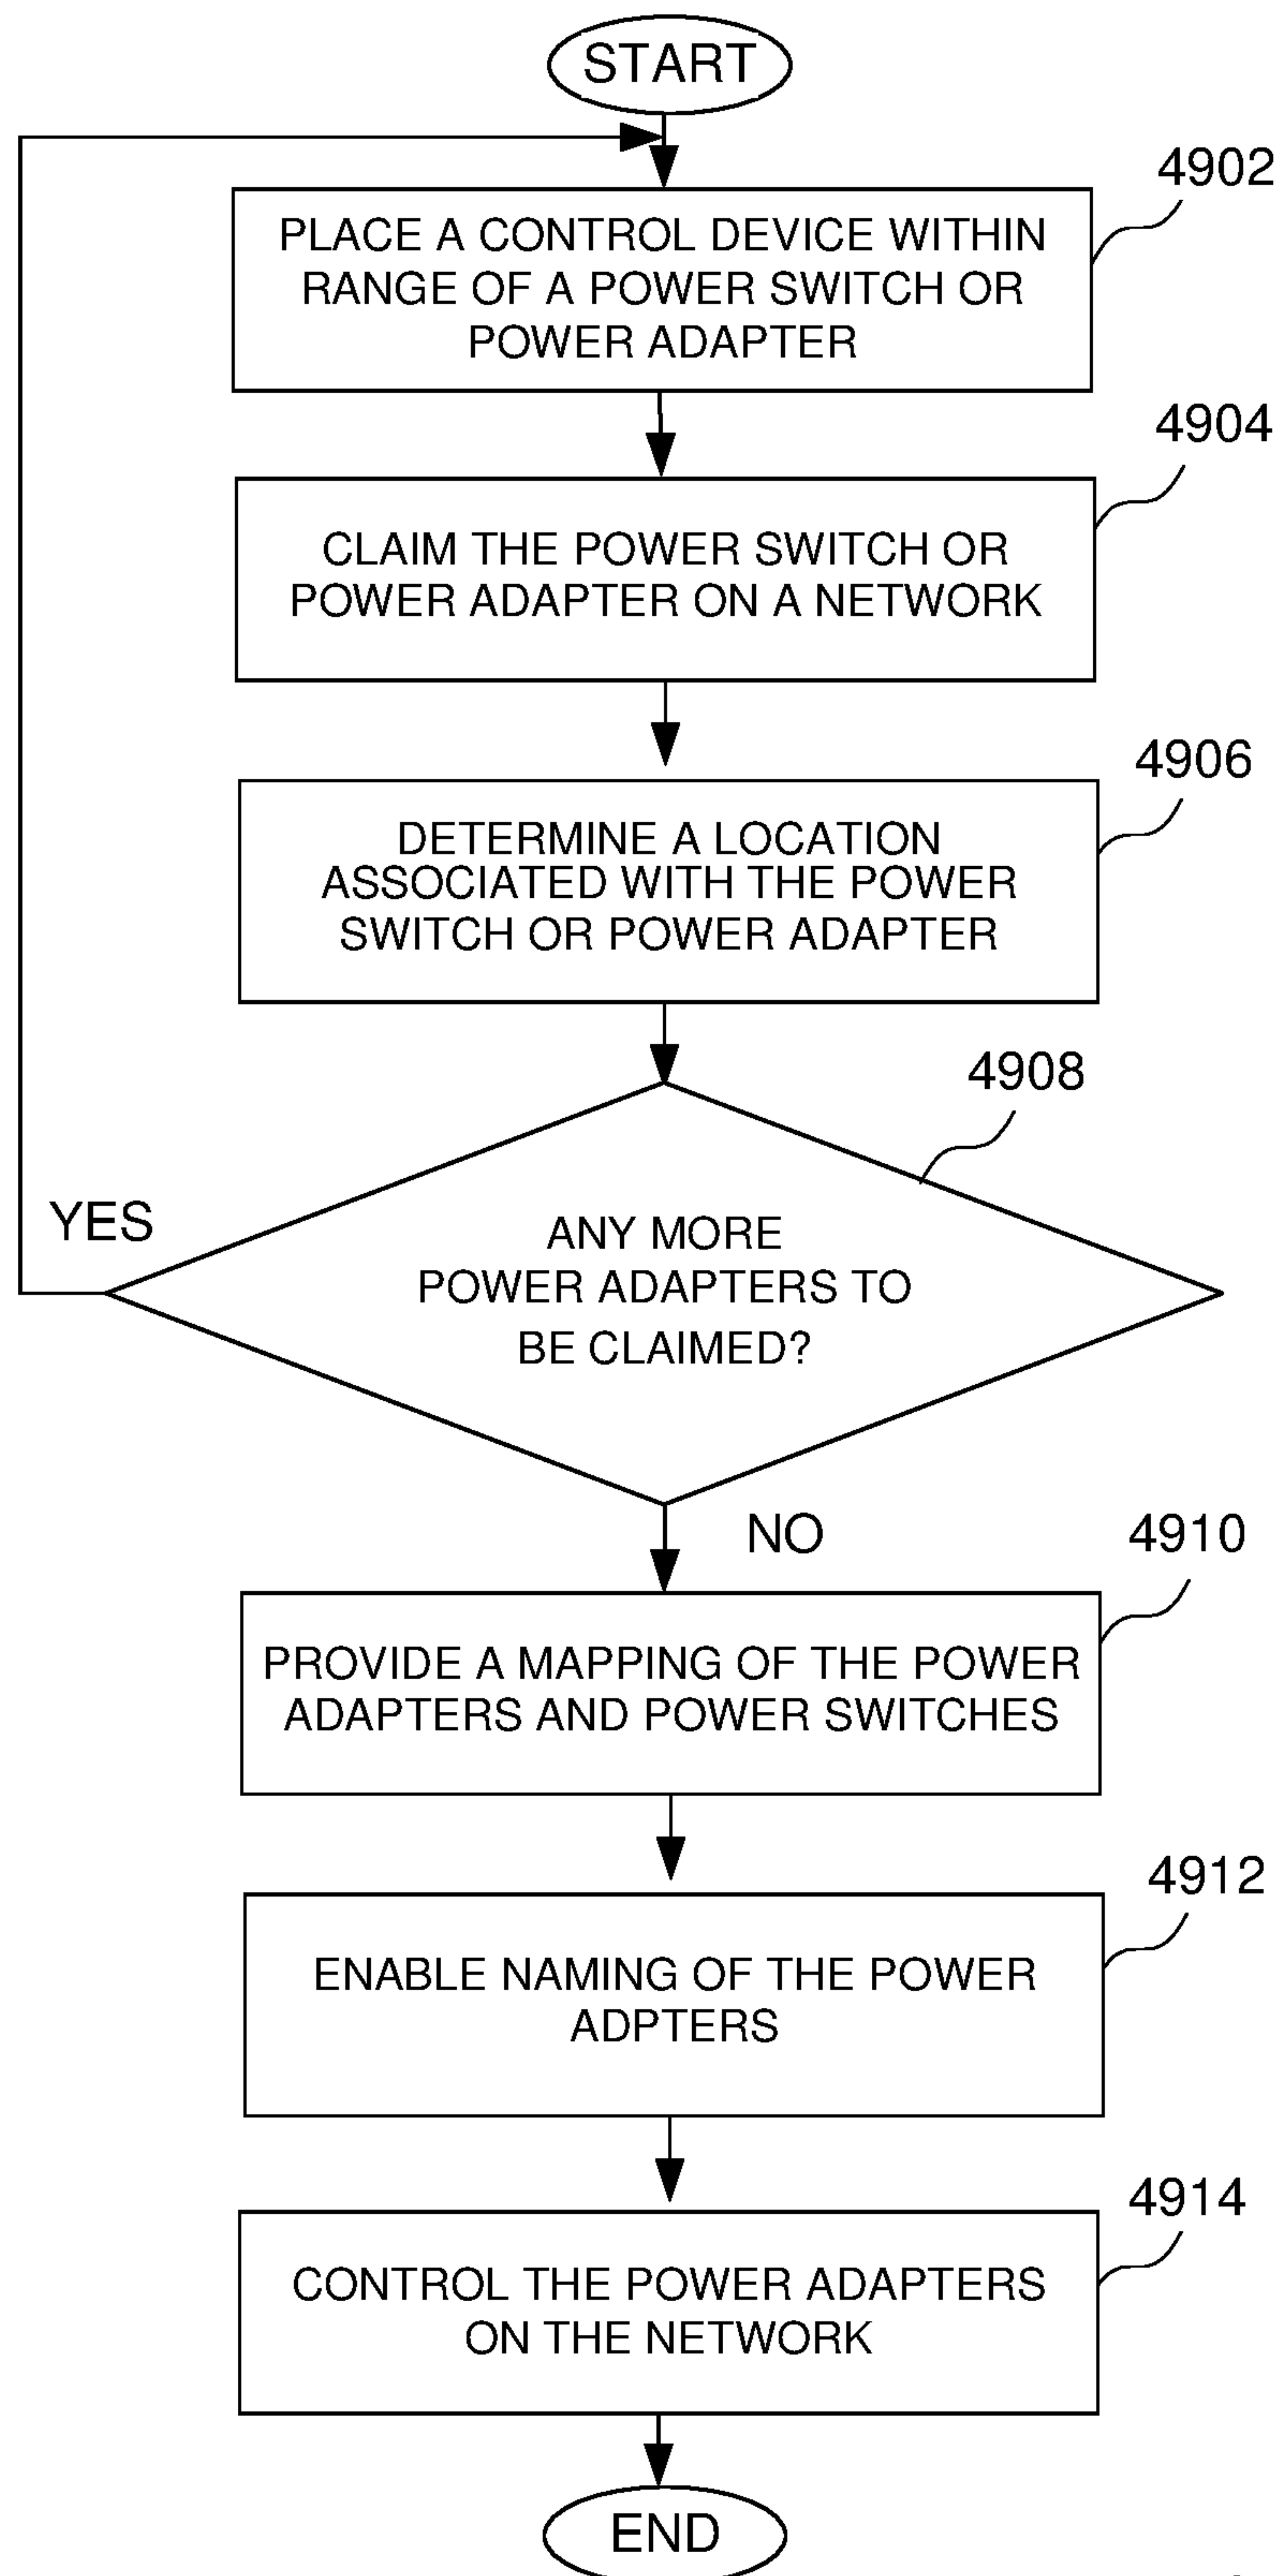 START
4902
PLACE A CONTROL DEVICE WITHIN
RANGE OF A POWER SWITCH OR
POWER ADAPTER
4904
CLAIM THE POWER SWITCH OR
POWER ADAPTER ON A NETWORK
4906
DETERMINE A LOCATION
ASSOCIATED WITH THE POWER
SWITCH OR POWER ADAPTER
4908
YES
ANY MORE
POWER ADAPTERS TO
BE CLAIMED?
NO
4910
PROVIDE A MAPPING OF THE POWER
ADAPTERS AND POWER SWITCHES
4912
ENABLE NAMING OF THE POWER
ADPTERS
4914
CONTROL THE POWER ADAPTERS
ON THE NETWORK
END